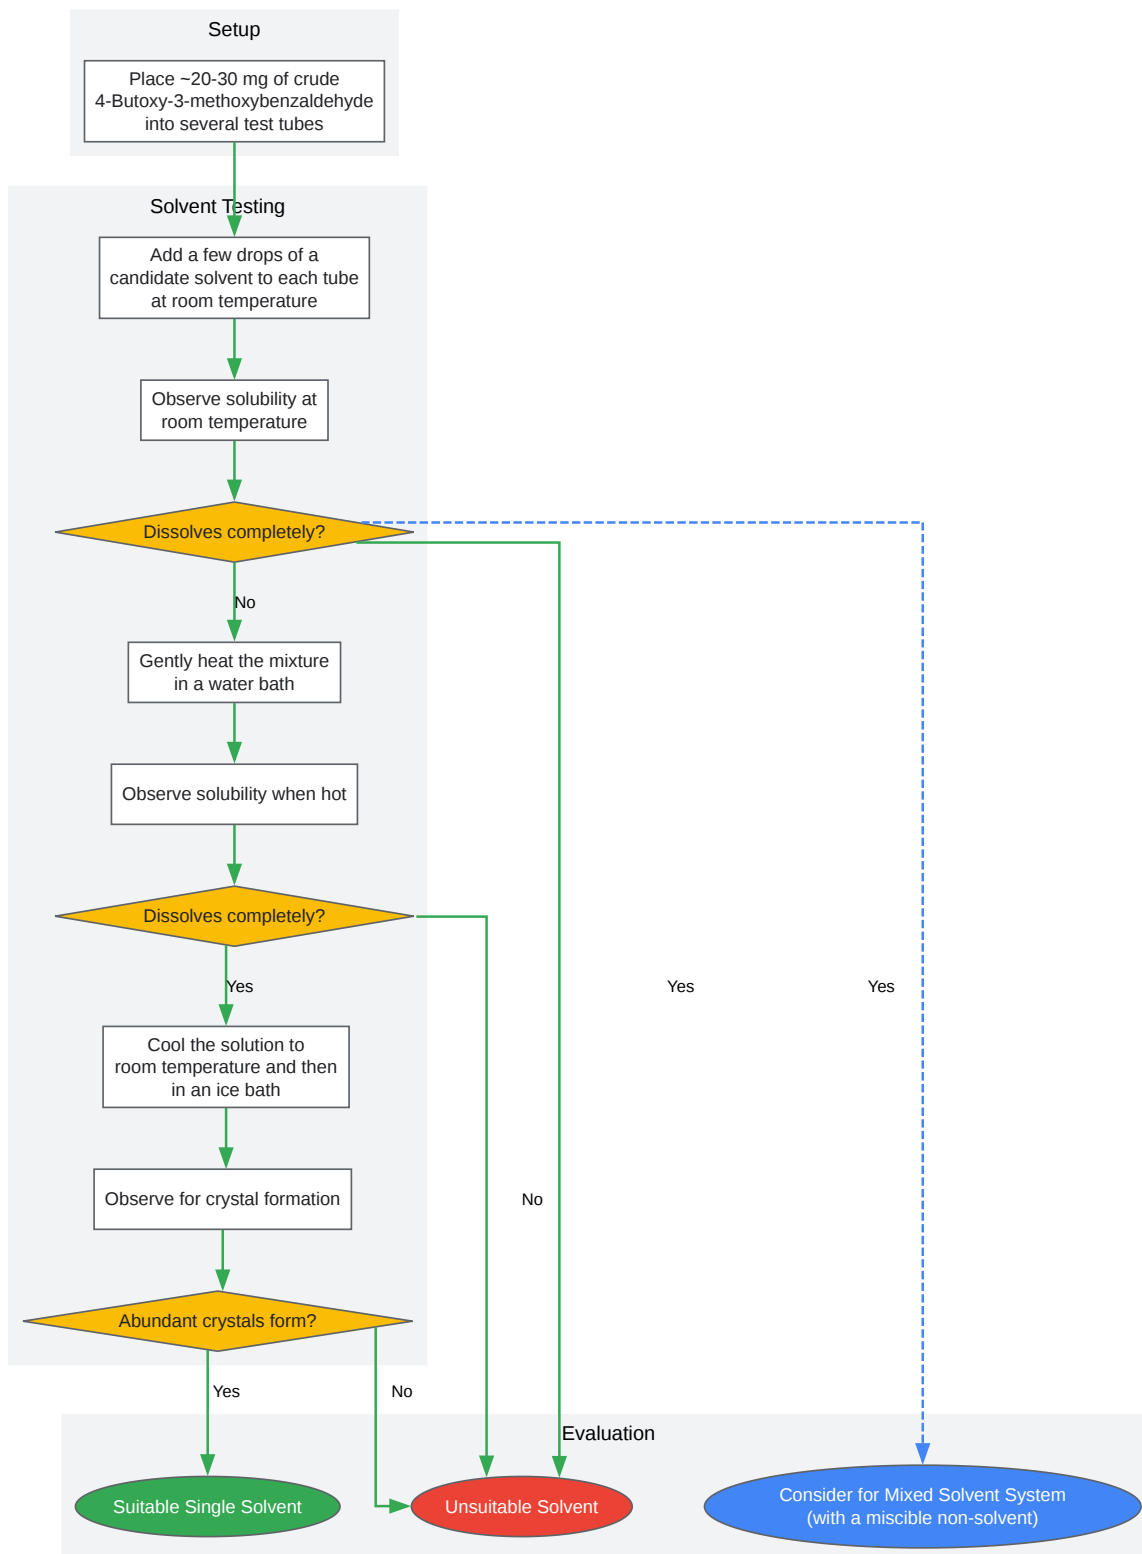 Setup
Place ~20-30 mg of crude
4-Butoxy-3-methoxybenzaldehyde
into several test tubes
Solvent Testing
Add a few drops of a
candidate solvent to each tube
at room temperature
Observe solubility at
room temperature
Dissolves completely?
No
Gently heat the mixture
in a water bath
Observe solubility when hot
Dissolves completely?
Yes
Yes
Yes
Cool the solution to
room temperature and then
in an ice bath
Observe for crystal formation
No
Abundant crystals form?
Yes
No
Evaluation
Suitable Single Solvent
Unsuitable Solvent
Consider for Mixed Solvent System
(with a miscible non-solvent)